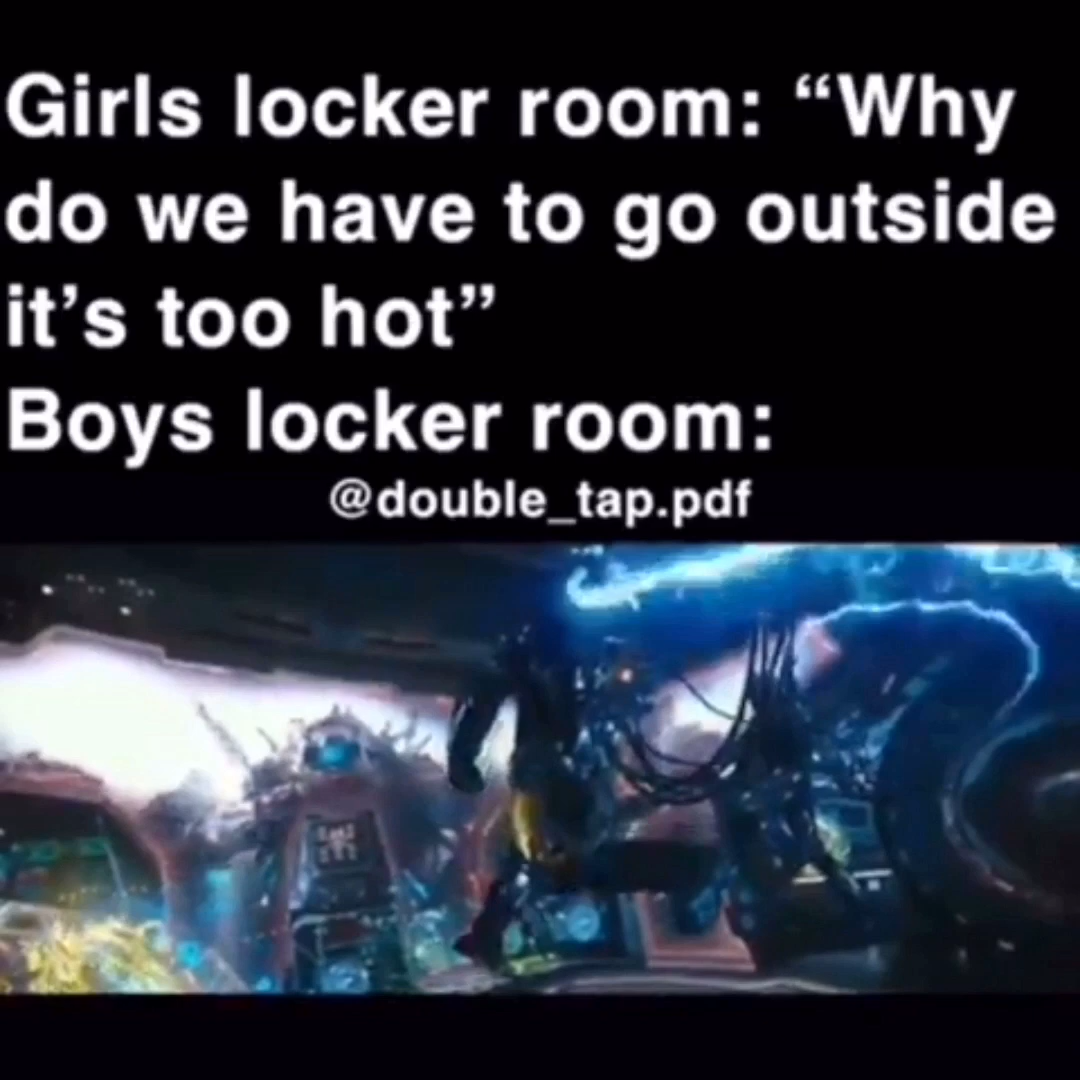 Girls locker room: “Why
do we have to go outside
it’s too hot”
Boys locker room:
@double_tap.pdf